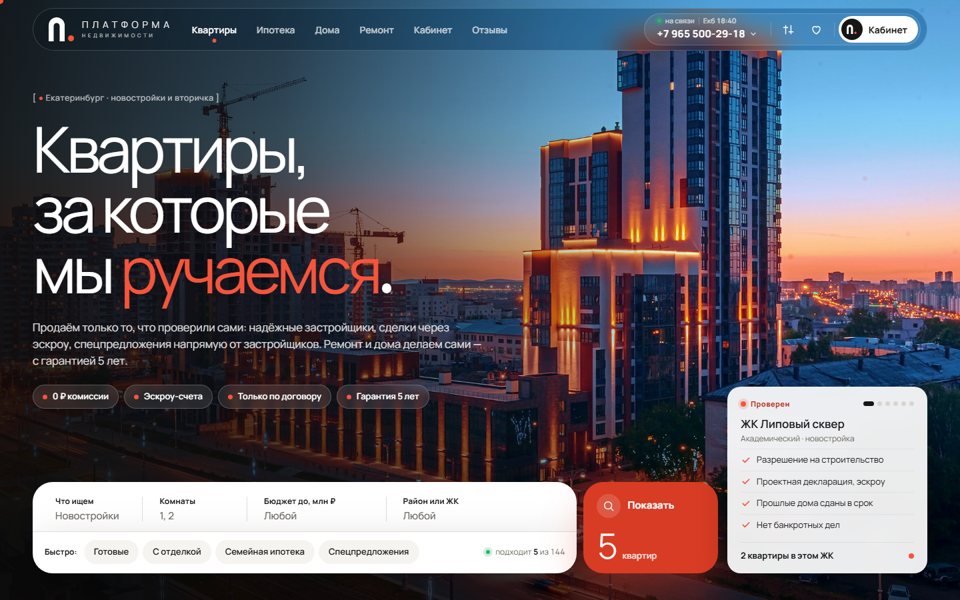 ПЛАТФОРМА
НЕДВИЖИМОСТИ
Квартиры Ипотека Дома Ремонт Кабинет Отзывы
на связи Екб 18:40
+7 965 500-29-18
п. Кабинет
[ • Екатеринбург · новостройки и вторичка ]
Квартиры,
за которые
мы ручаемся.
Продаём только то, что проверили сами: надёжные застройщики, сделки через
эскроу, спецпредложения напрямую от застройщиков. Ремонт и дома делаем сами —
с гарантией 5 лет.
0 ₽ комиссии
Эскроу-счета
Только по договору
Гарантия 5 лет
Проверен
ЖК Липовый сквер
Академический · новостройка
Разрешение на строительство
Проектная декларация, эскроу
Прошлые дома сданы в срок
Нет банкротных дел
2 квартиры в этом ЖК
Что ищем
Новостройки
Комнаты
1, 2
Бюджет до, млн ₽
Любой
Район или ЖК
Любой
Быстро: Готовые С отделкой Семейная ипотека Спецпредложения
подходит 5 из 144
Показать
5 квартир